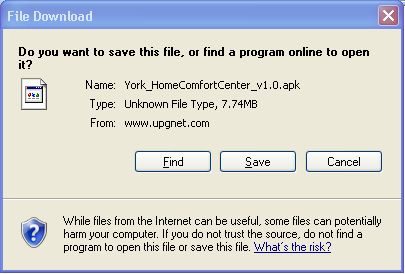 File Download
Do you want to save this file, or find a program online to open
it?
Name: York_HomeComfortCenter_v1.0.apk
Type: Unknown File Type, 7.74MB
From: www.upgnet.com
Find Save Cancel
While files from the Internet can be useful, some files can potentially
harm your computer. If you do not trust the source, do not find a
program to open this file or save this file. What's the risk?